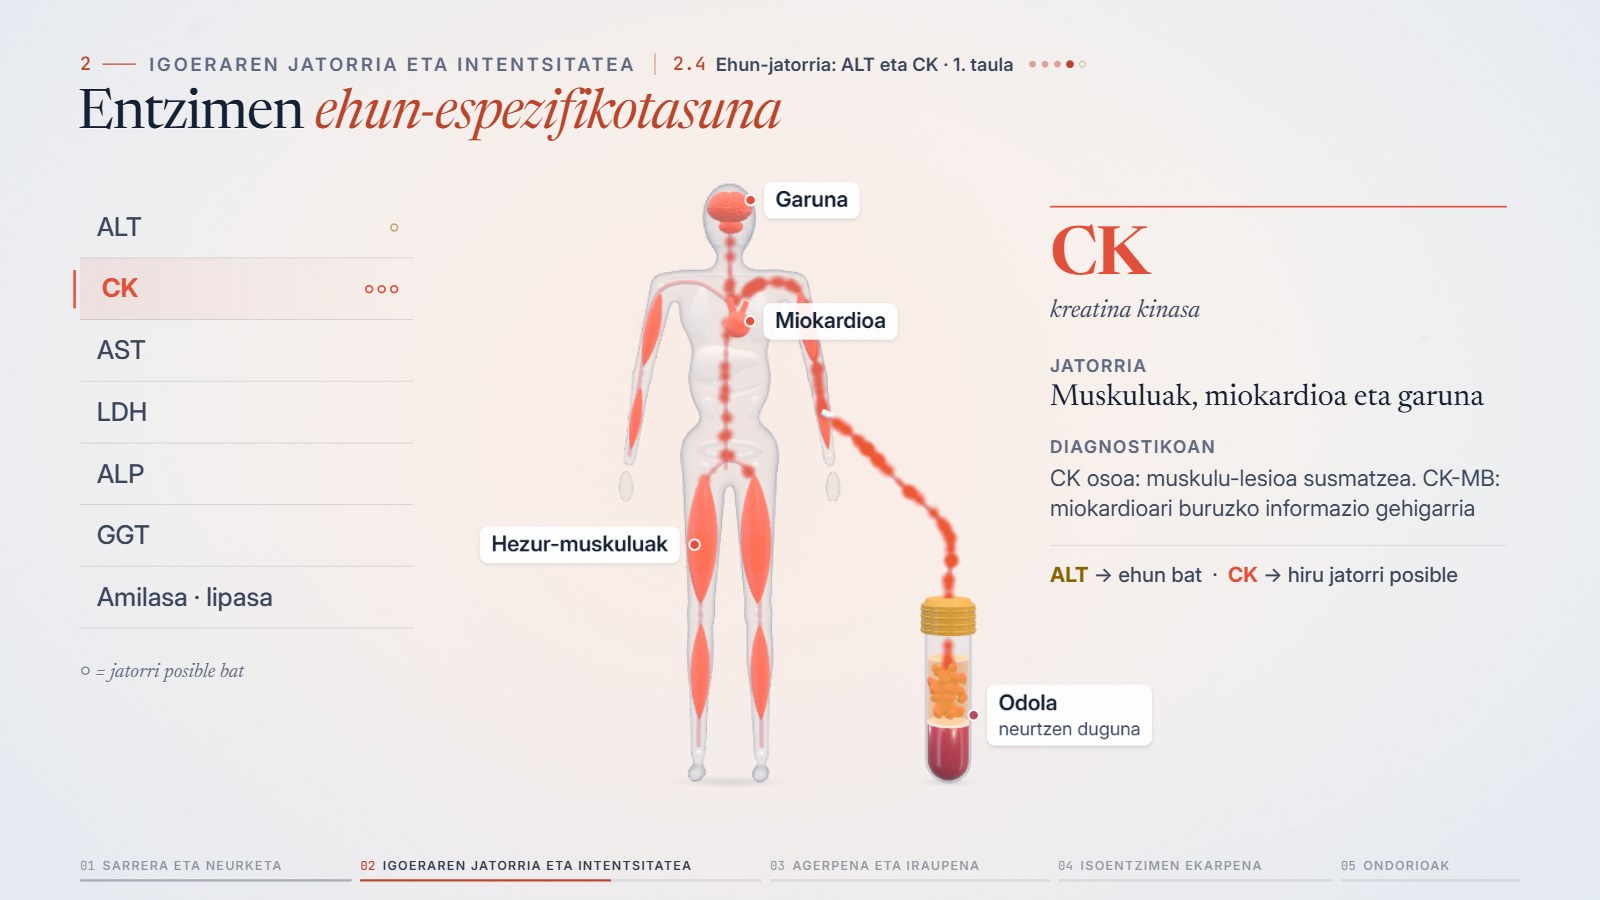 2 — IGOERAREN JATORRIA ETA INTENTSITATEA | 2.4 Ehun-jatorria: ALT eta CK · 1. taula
Entzimen ehun-espezifikotasuna
ALT
CK
AST
LDH
ALP
GGT
Amilasa · lipasa
○ = jatorri posible bat
Garuna
Miokardioa
Hezur-muskuluak
Odola
neurtzen duguna
CK
kreatina kinasa
JATORRIA
Muskuluak, miokardioa eta garuna
DIAGNOSTIKOAN
CK osoa: muskulu-lesioa susmatzea. CK-MB:
miokardioari buruzko informazio gehigarria
ALT → ehun bat · CK → hiru jatorri posible
01 SARRERA ETA NEURKETA
02 IGOERAREN JATORRIA ETA INTENTSITATEA
03 AGERPENA ETA IRAUPENA
04 ISOENTZIMEN EKARPENA
05 ONDORIOAK